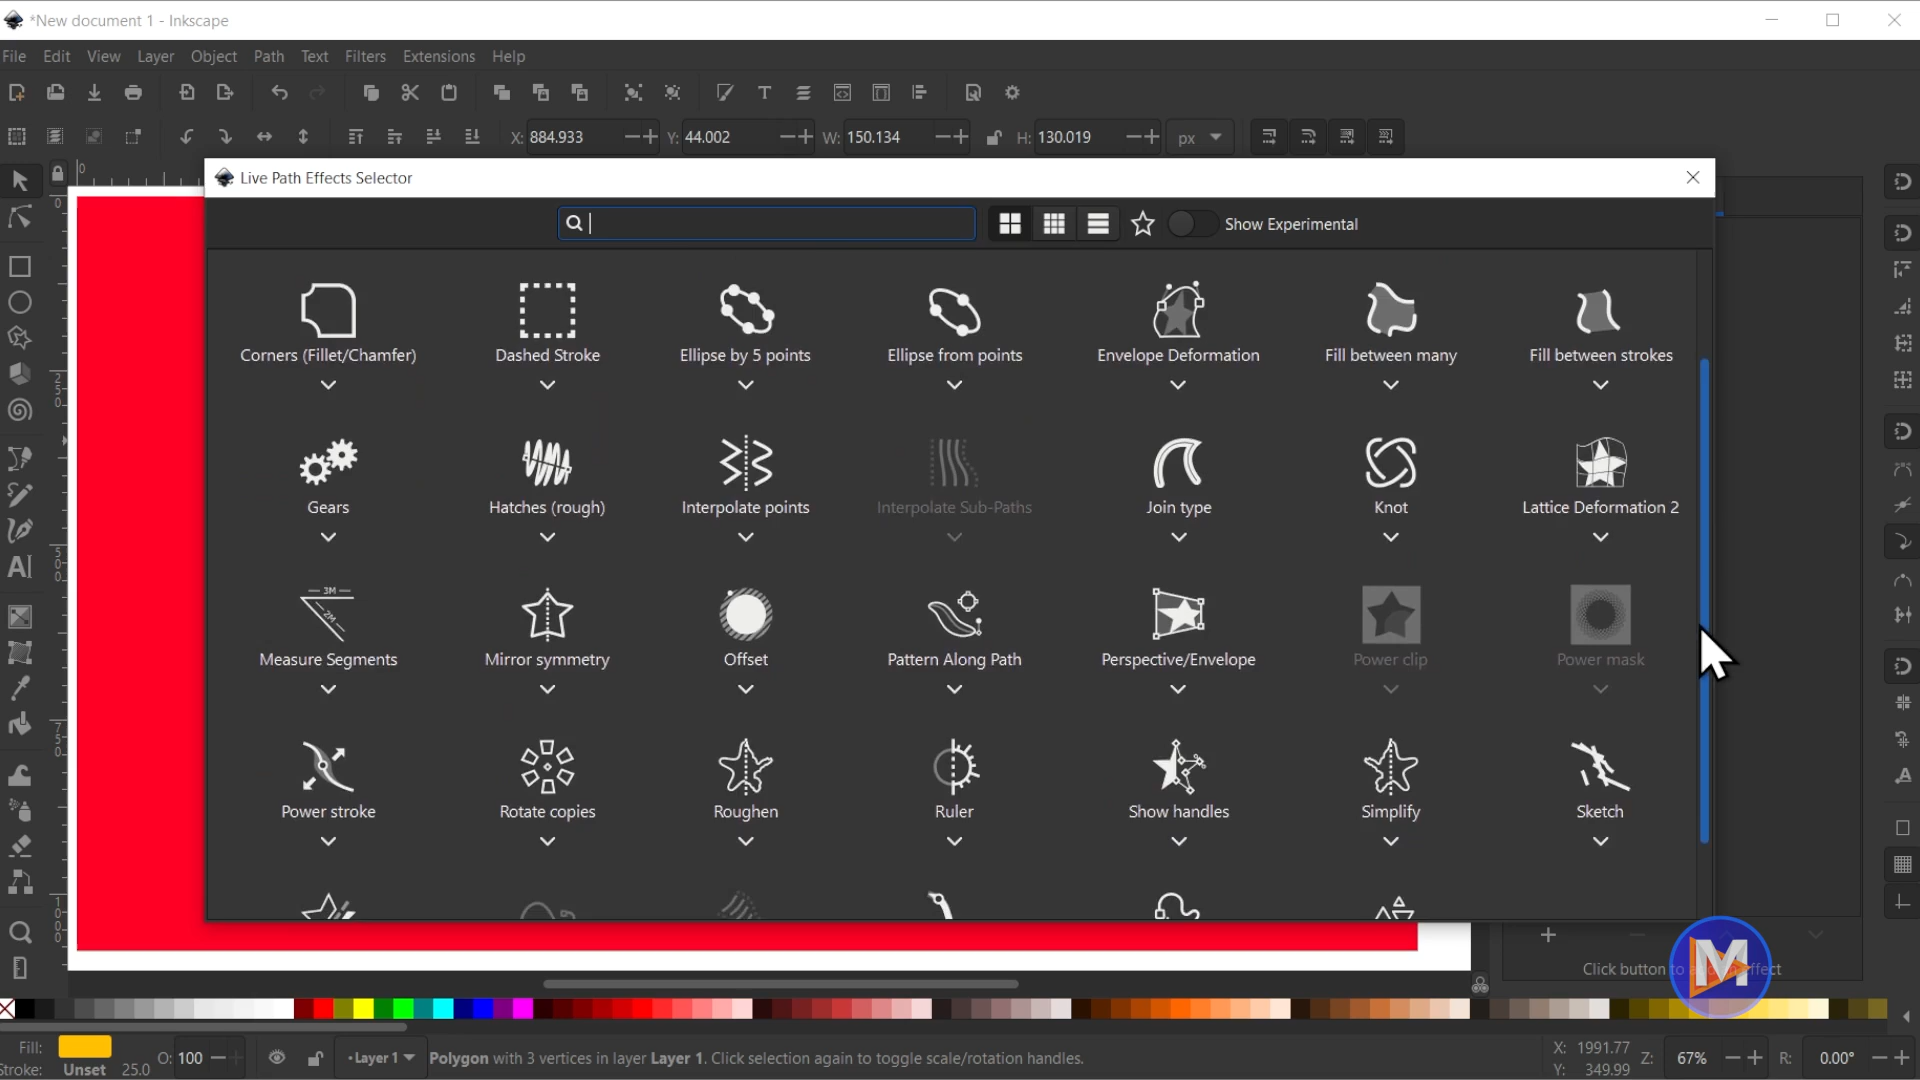 *New document 1 - Inkscape
File Edit View Layer Object Path Text Filters Extensions Help
X: 884.933 Y: 44.002 W: 150.134 H: 130.019 px
Live Path Effects Selector
Show Experimental
Corners (Fillet/Chamfer) Dashed Stroke Ellipse by 5 points Ellipse from points Envelope Deformation Fill between many Fill between strokes
Gears Hatches (rough) Interpolate points Interpolate Sub-Paths Join type Knot Lattice Deformation 2
Measure Segments Mirror symmetry Offset Pattern Along Path Perspective/Envelope Power clip Power mask
Power stroke Rotate copies Roughen Ruler Show handles Simplify Sketch
Click button
M
Fill: O: 100 Layer 1 Polygon with 3 vertices in layer Layer 1. Click selection again to toggle scale/rotation handles. X: 1991.77 Z: 67% R: 0.00°
Stroke: Unset 25.0 Y: 349.99